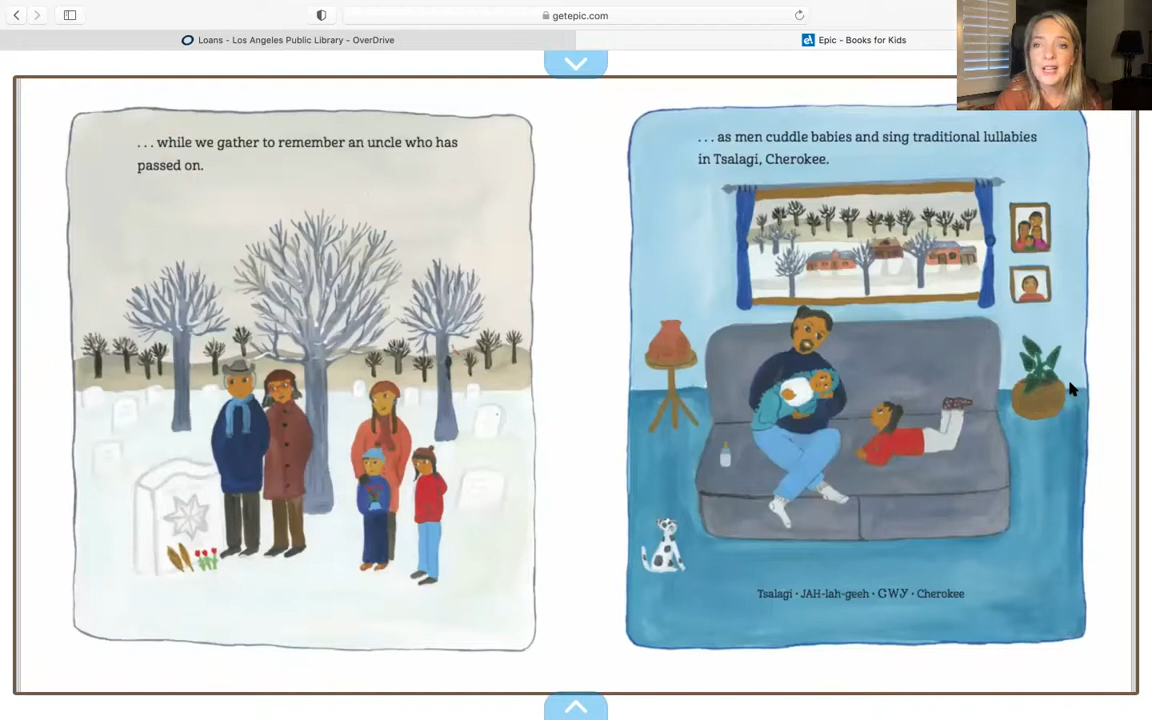 getepic.com
Loans - Los Angeles Public Library - OverDrive
Epic - Books for Kids
. . . while we gather to remember an uncle who has
passed on.
. . . as men cuddle babies and sing traditional lullabies
in Tsalagi, Cherokee.
Tsalagi · JAH-lah-geeh · ᏣᎳᎩ · Cherokee